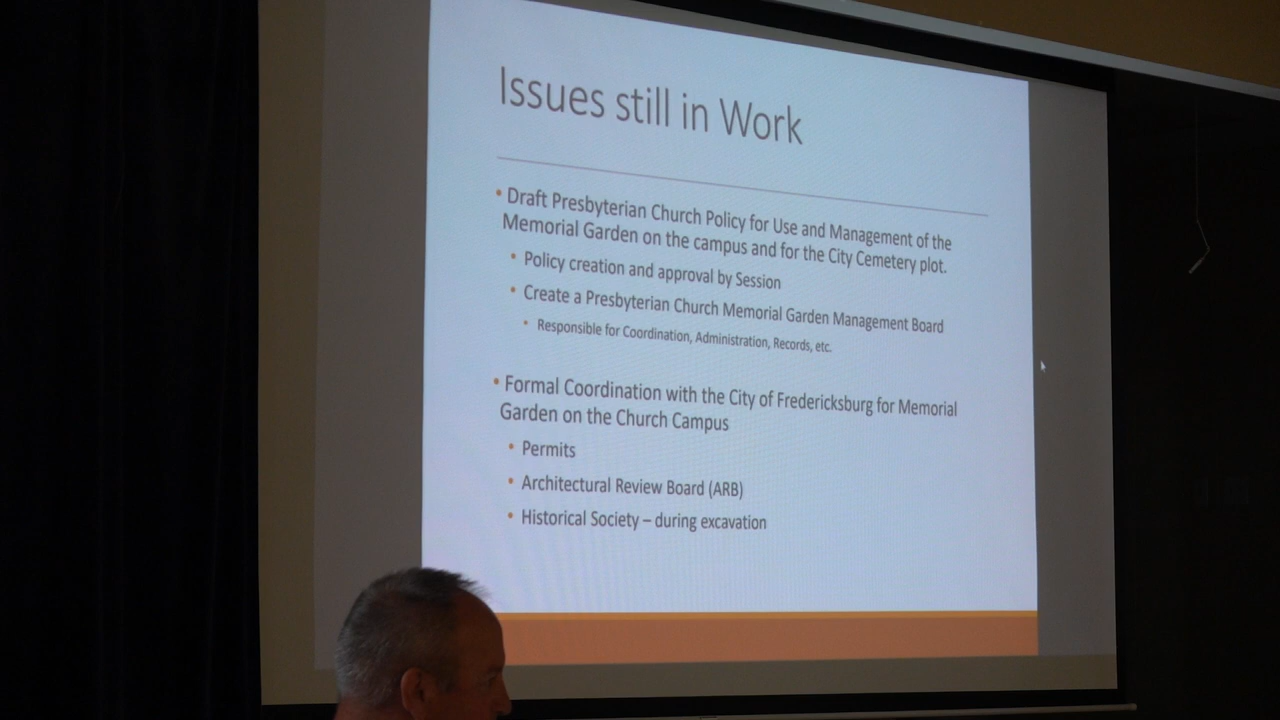 Issues still in Work
• Draft Presbyterian Church Policy for Use and Management of the
Memorial Garden on the campus and for the City Cemetery plot.
• Policy creation and approval by Session
• Create a Presbyterian Church Memorial Garden Management Board
• Responsible for Coordination, Administration, Records, etc.
• Formal Coordination with the City of Fredericksburg for Memorial
Garden on the Church Campus
• Permits
• Architectural Review Board (ARB)
• Historical Society – during excavation